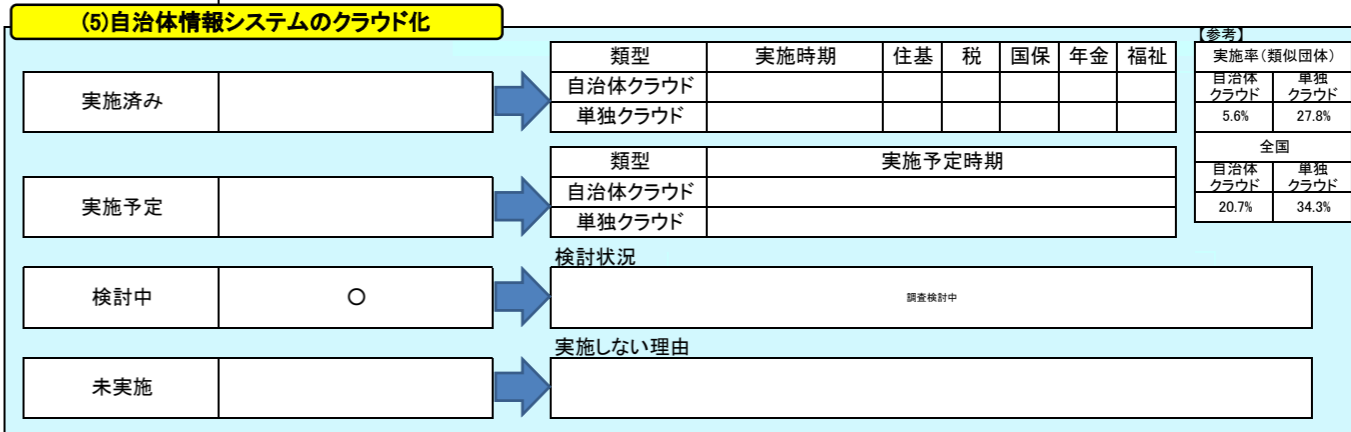 (5)自治体情報システムのクラウド化
【参考】
類型 実施時期 住基 税 国保 年金 福祉
実施率(類似団体)
実施済み
自治体クラウド
単独クラウド
自治体クラウド 単独クラウド
5.6% 27.8%
類型 実施予定時期
全国
実施予定
自治体クラウド
単独クラウド
自治体クラウド 単独クラウド
20.7% 34.3%
検討状況
検討中 〇
調査検討中
実施しない理由
未実施